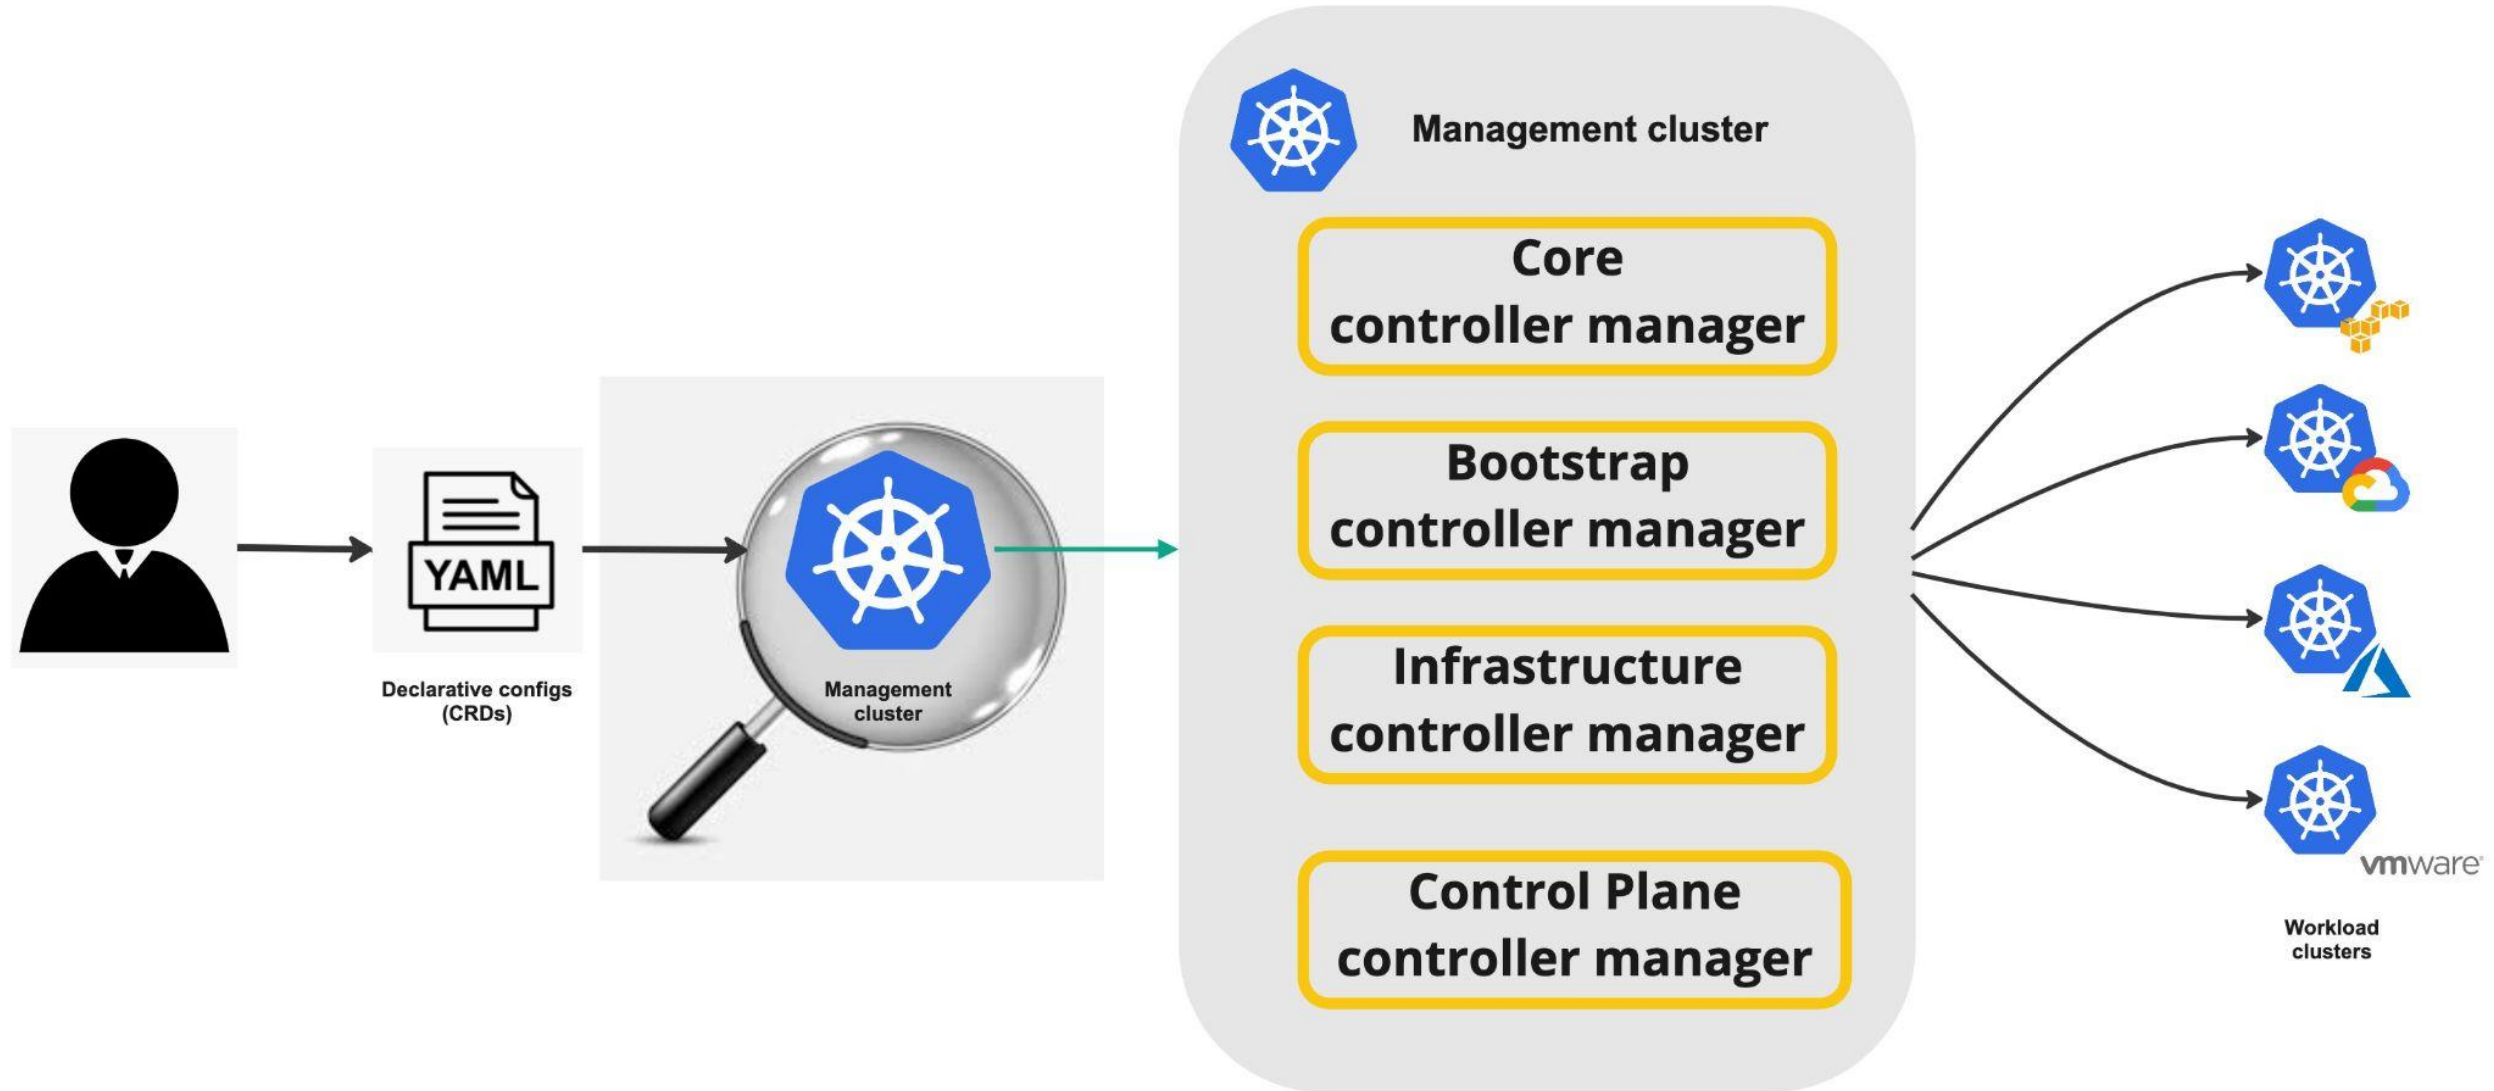 YAML
Declarative configs
(CRDs)
Management
cluster
Management cluster
Core
controller manager
Bootstrap
controller manager
Infrastructure
controller manager
Control Plane
controller manager
vmware®
Workload
clusters